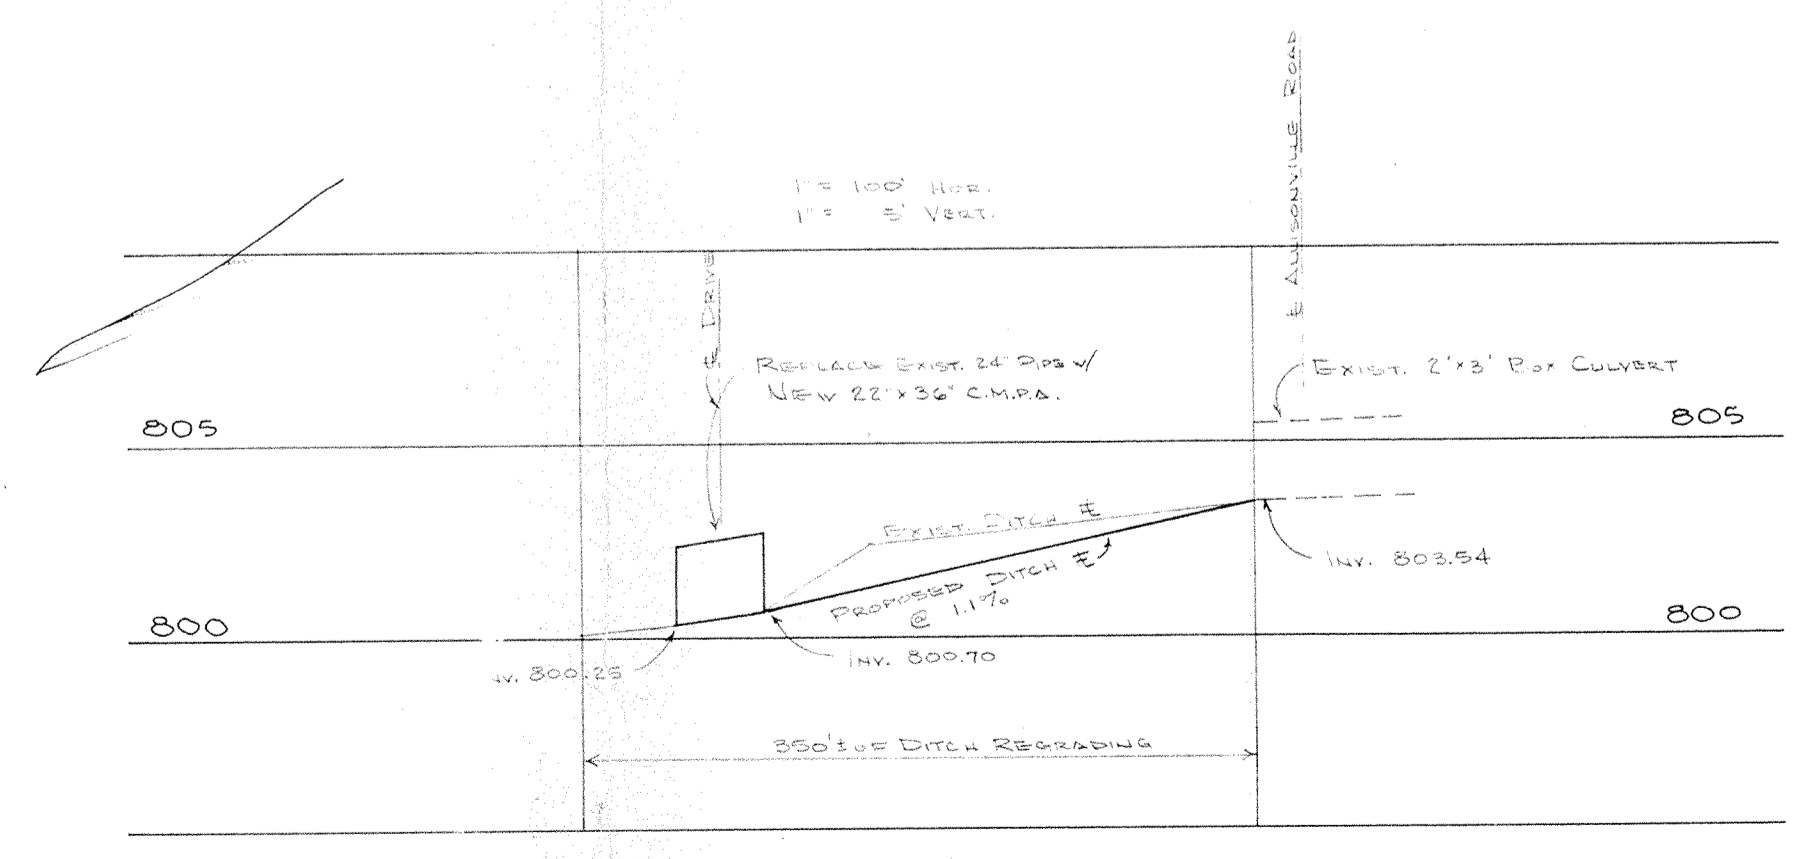 ℄ ALLISONVILLE ROAD
1" = 100' HOR.
1" = 5' VERT.
℄ DRIVE
REPLACE EXIST. 24" PIPE W/
NEW 22"x36" C.M.P.A.
EXIST. 2'x3' BOX CULVERT
805
805
EXIST. DITCH ℄
PROPOSED DITCH ℄
@ 1.1%
INV. 803.54
800
800
INV. 800.70
NV. 800.25
350'± OF DITCH REGRADING